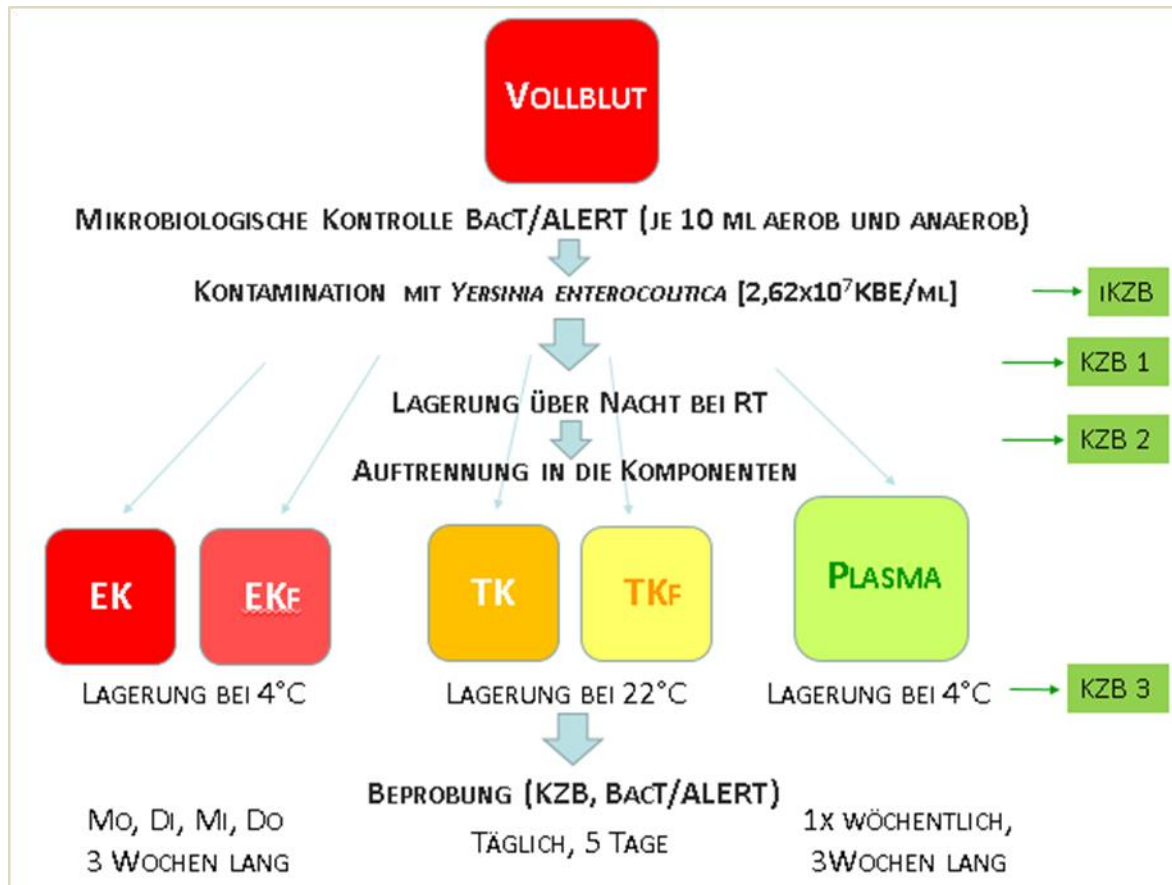 VOLLBLUT
MIKROBIOLOGISCHE KONTROLLE BACT/ALERT (JE 10 ML AEROB UND ANAEROB)
KONTAMINATION MIT YERSINIA ENTEROCOLITICA [2,62x10⁷KBE/ML]
IKZB
KZB 1
LAGERUNG ÜBER NACHT BEI RT
KZB 2
AUFTRENNUNG IN DIE KOMPONENTEN
EK
EKF
TK
TKF
PLASMA
LAGERUNG BEI 4°C
LAGERUNG BEI 22°C
LAGERUNG BEI 4°C
KZB 3
BEPROBUNG (KZB, BACT/ALERT)
MO, DI, MI, DO
3 WOCHEN LANG
TÄGLICH, 5 TAGE
1X WÖCHENTLICH,
3WOCHEN LANG